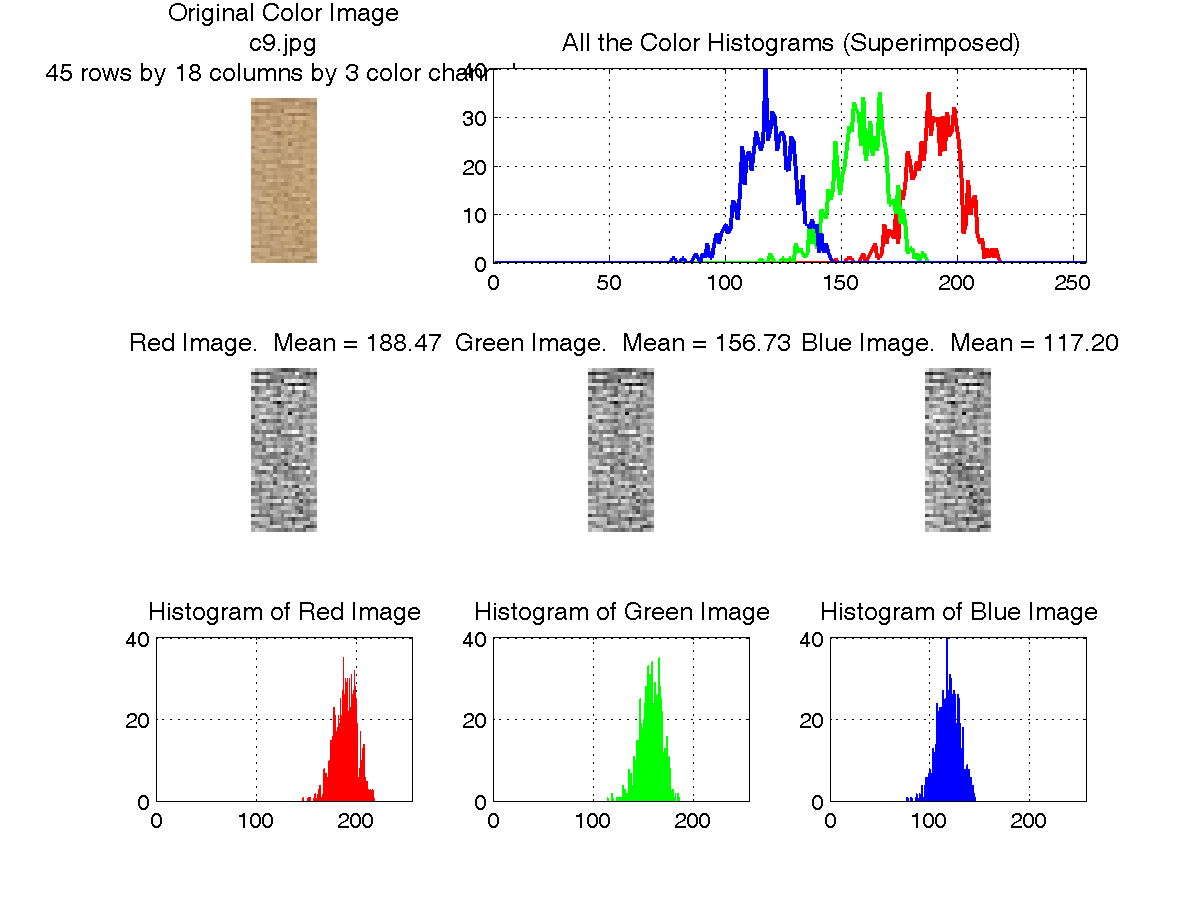 Original Color Image
c9.jpg
45 rows by 18 columns by 3 color
All the Color Histograms (Superimposed)
40
30
20
10
0
0 50 100 150 200 250
Red Image. Mean = 188.47 Green Image. Mean = 156.73 Blue Image. Mean = 117.20
Histogram of Red Image
40
20
0
0 100 200
Histogram of Green Image
40
20
0
0 100 200
Histogram of Blue Image
40
20
0
0 100 200